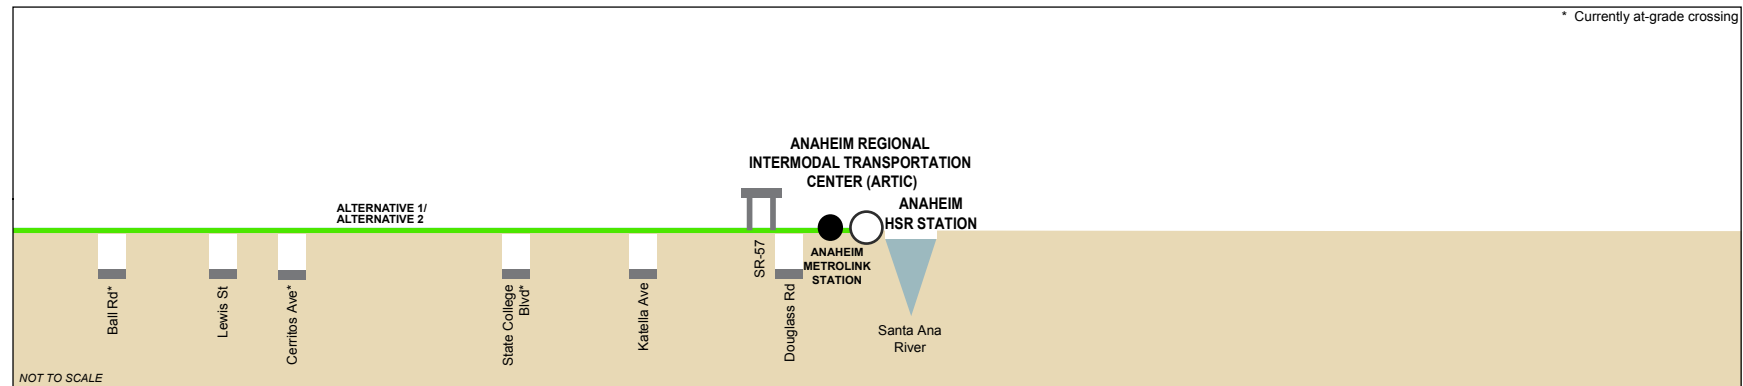 * Currently at-grade crossing
ANAHEIM REGIONAL
INTERMODAL TRANSPORTATION
CENTER (ARTIC)
ANAHEIM
HSR STATION
ALTERNATIVE 1/
ALTERNATIVE 2
ANAHEIM
METROLINK
STATION
Ball Rd*
Lewis St
Cerritos Ave*
State College
Blvd*
Katella Ave
SR-57
Douglass Rd
Santa Ana
River
NOT TO SCALE